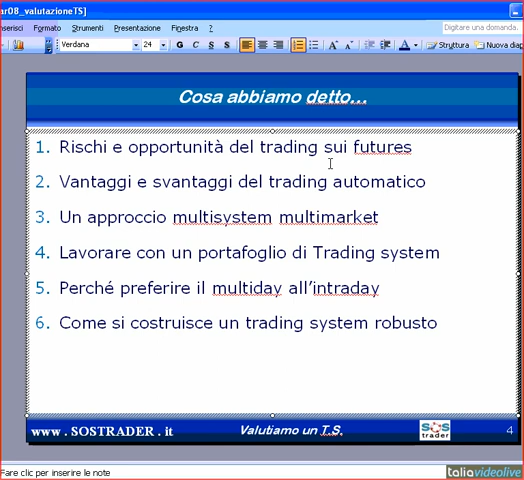 ar08_valutazioneTS]
nserisci Formato Strumenti Presentazione Finestra ? Digitare una domanda.
Verdana 24 G C S S A A A Struttura Nuova diap
Cosa abbiamo detto...
1. Rischi e opportunità del trading sui futures
2. Vantaggi e svantaggi del trading automatico
3. Un approccio multisystem multimarket
4. Lavorare con un portafoglio di Trading system
5. Perché preferire il multiday all’intraday
6. Come si costruisce un trading system robusto
www . SOSTRADER . it Valutiamo un T.S. SOS trader 4
Fare clic per inserire le note
italiavideolive